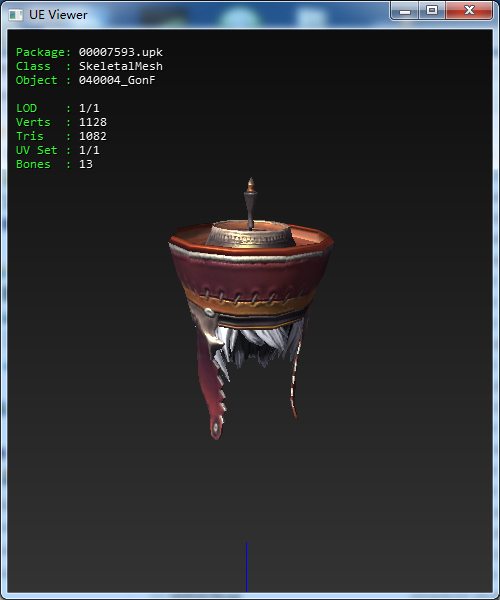 UE Viewer
Package: 00007593.upk
Class : SkeletalMesh
Object : 040004_GonF
LOD : 1/1
Verts : 1128
Tris : 1082
UV Set : 1/1
Bones : 13